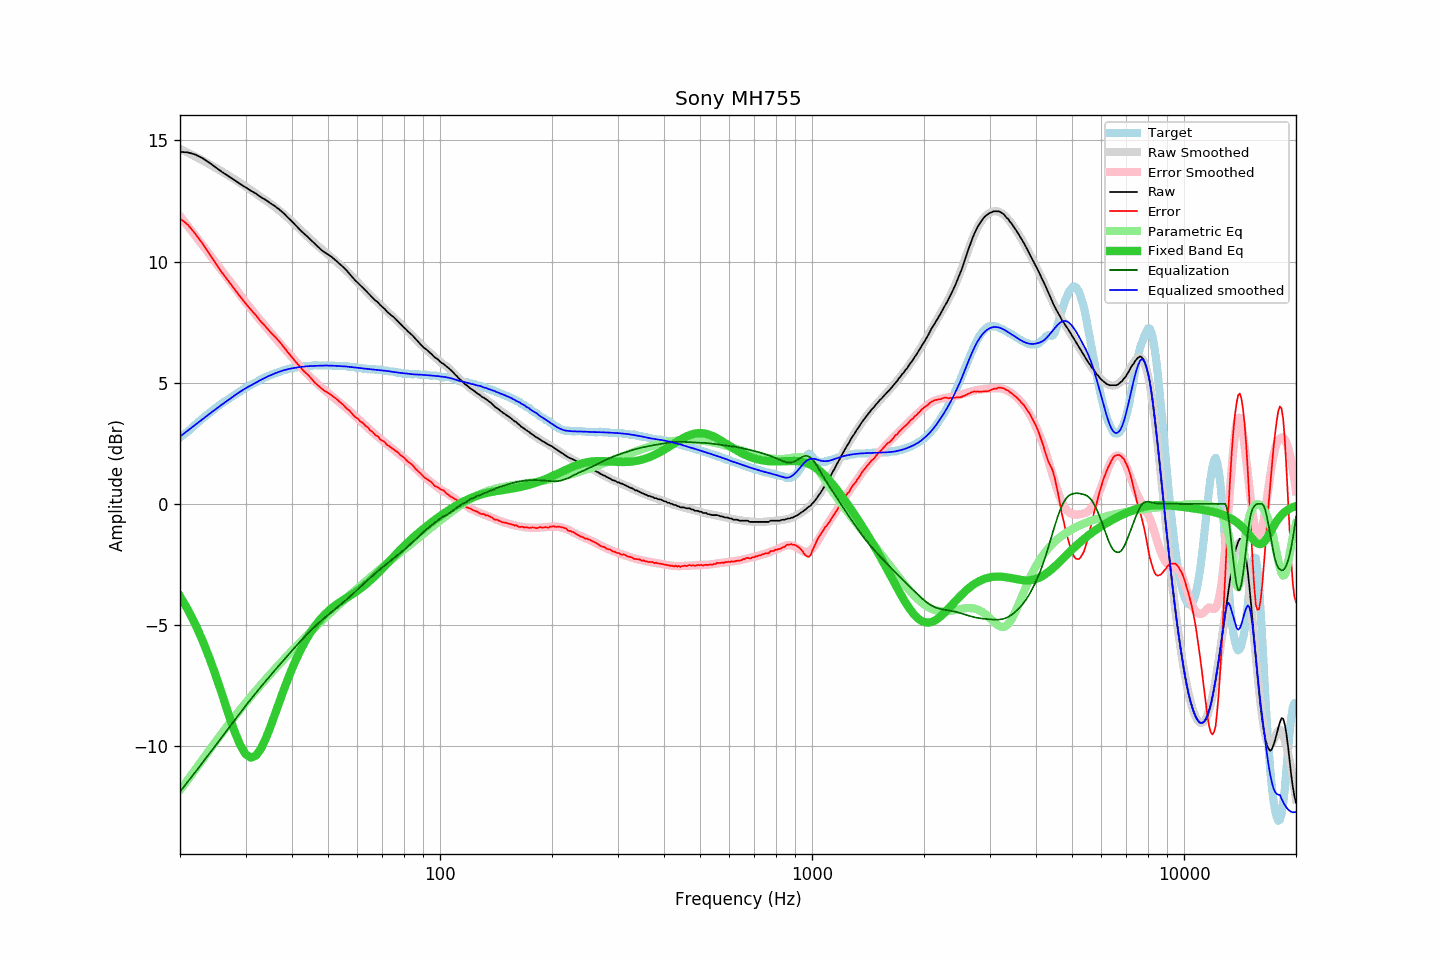 Sony MH755
15
10
5
0
−5
−10
Amplitude (dBr)
100
1000
10000
Frequency (Hz)
Target
Raw Smoothed
Error Smoothed
Raw
Error
Parametric Eq
Fixed Band Eq
Equalization
Equalized smoothed